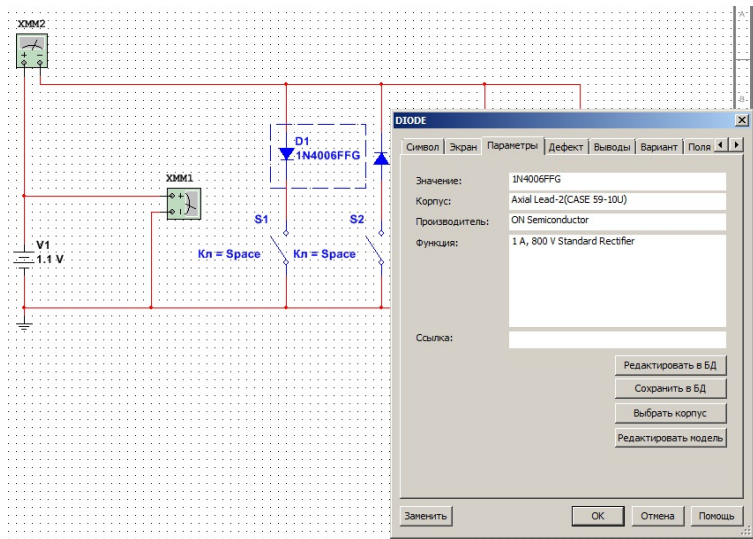 XMM2
A
B
D1
1N4006FFG
XMM1
S1
S2
V1
1.1 V
Кл = Space
Кл = Space
DIODE
Символ
Экран
Параметры
Дефект
Выводы
Вариант
Поля
Значение:
1N4006FFG
Корпус:
Axial Lead-2(CASE 59-10U)
Производитель:
ON Semiconductor
Функция:
1 A, 800 V Standard Rectifier
Ссылка:
Редактировать в БД
Сохранить в БД
Выбрать корпус
Редактировать модель
Заменить
OK
Отмена
Помощь